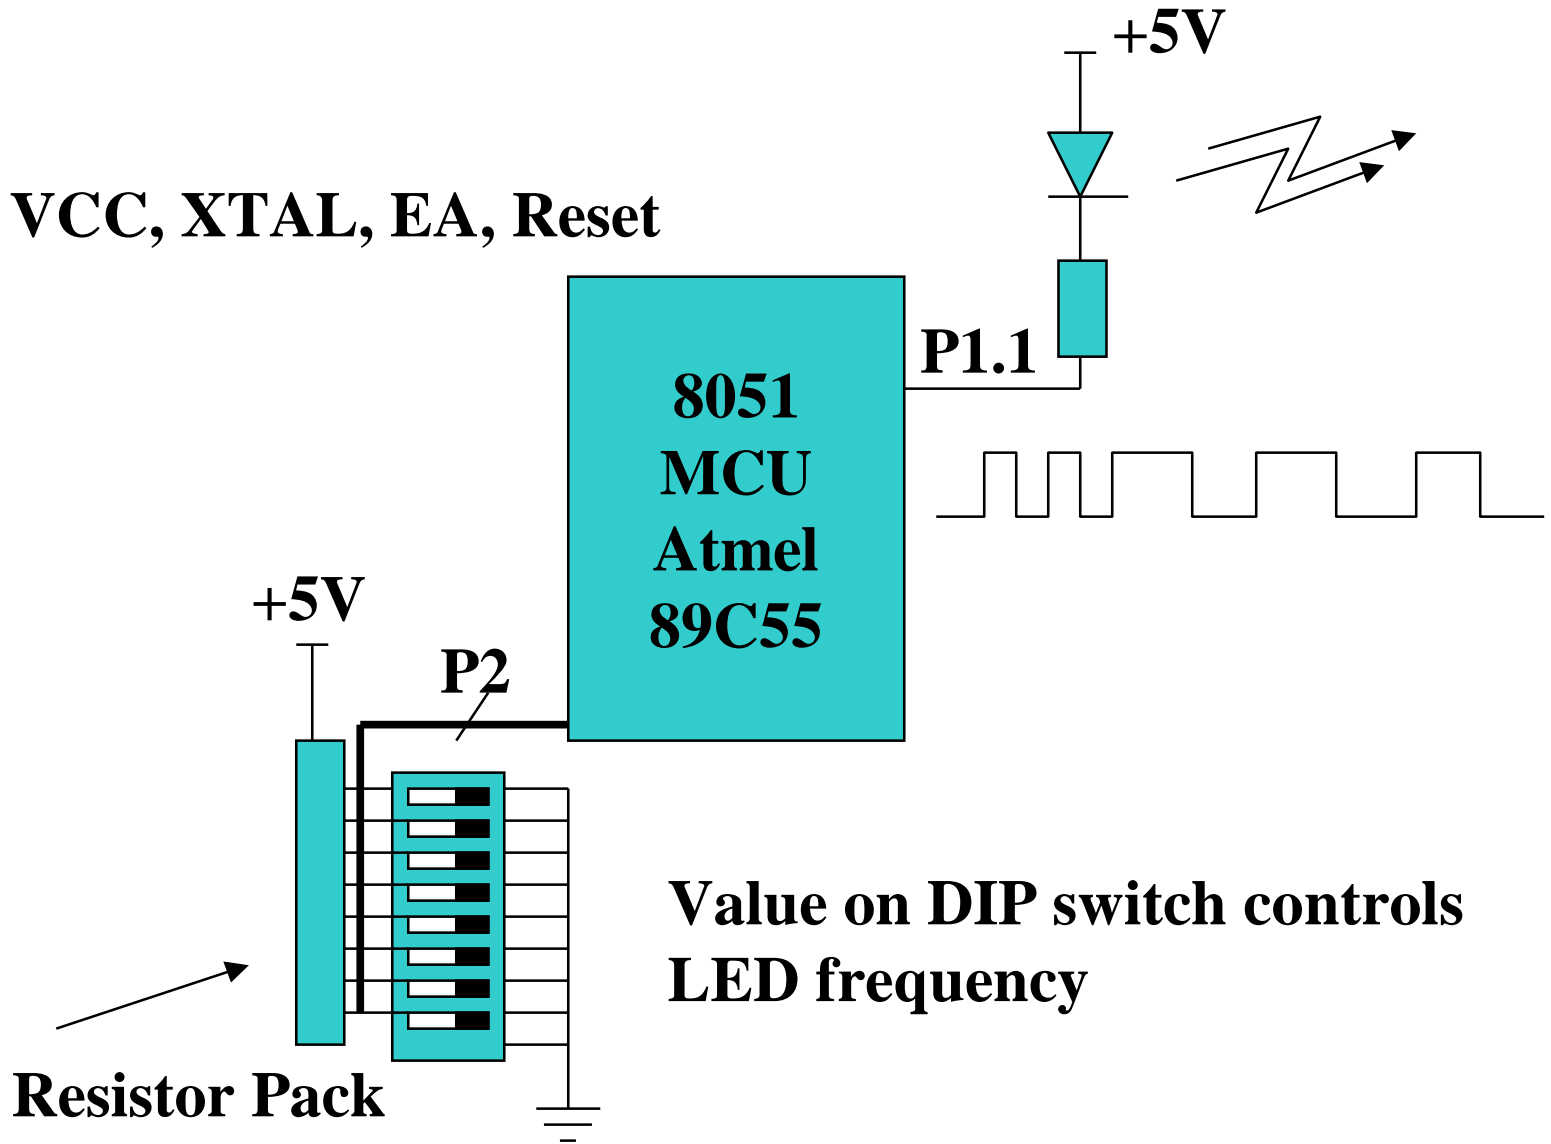 +5V
VCC, XTAL, EA, Reset
P1.1
8051
MCU
Atmel
89C55
+5V
P2
Value on DIP switch controls
LED frequency
Resistor Pack